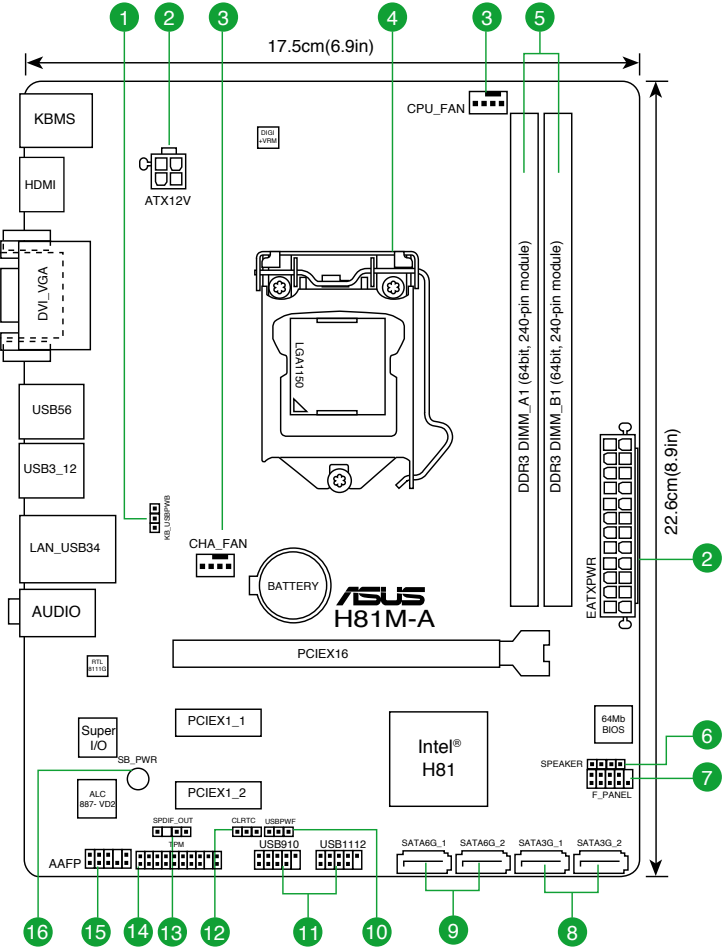 1 2 3 4 3 5
17.5cm(6.9in)
KBMS
CPU_FAN
DIGI
+VRM
HDMI
ATX12V
DVI_VGA
LGA1150
DDR3 DIMM_A1 (64bit, 240-pin module)
DDR3 DIMM_B1 (64bit, 240-pin module)
22.6cm(8.9in)
USB56
USB3_12
1
KB_USBPWB
CHA_FAN
LAN_USB34
EATXPWR
2
BATTERY
ASUS
H81M-A
AUDIO
PCIEX16
RTL
8111G
PCIEX1_1
Super
I/O
64Mb
BIOS
Intel®
H81
SB_PWR
SPEAKER
6
7
F_PANEL
ALC
887- VD2
PCIEX1_2
SPDIF_OUT
CLRTC
USBPWF
TPM
USB910
USB1112
SATA6G_1
SATA6G_2
SATA3G_1
SATA3G_2
AAFP
16 15 14 13 12 11 10 9 8